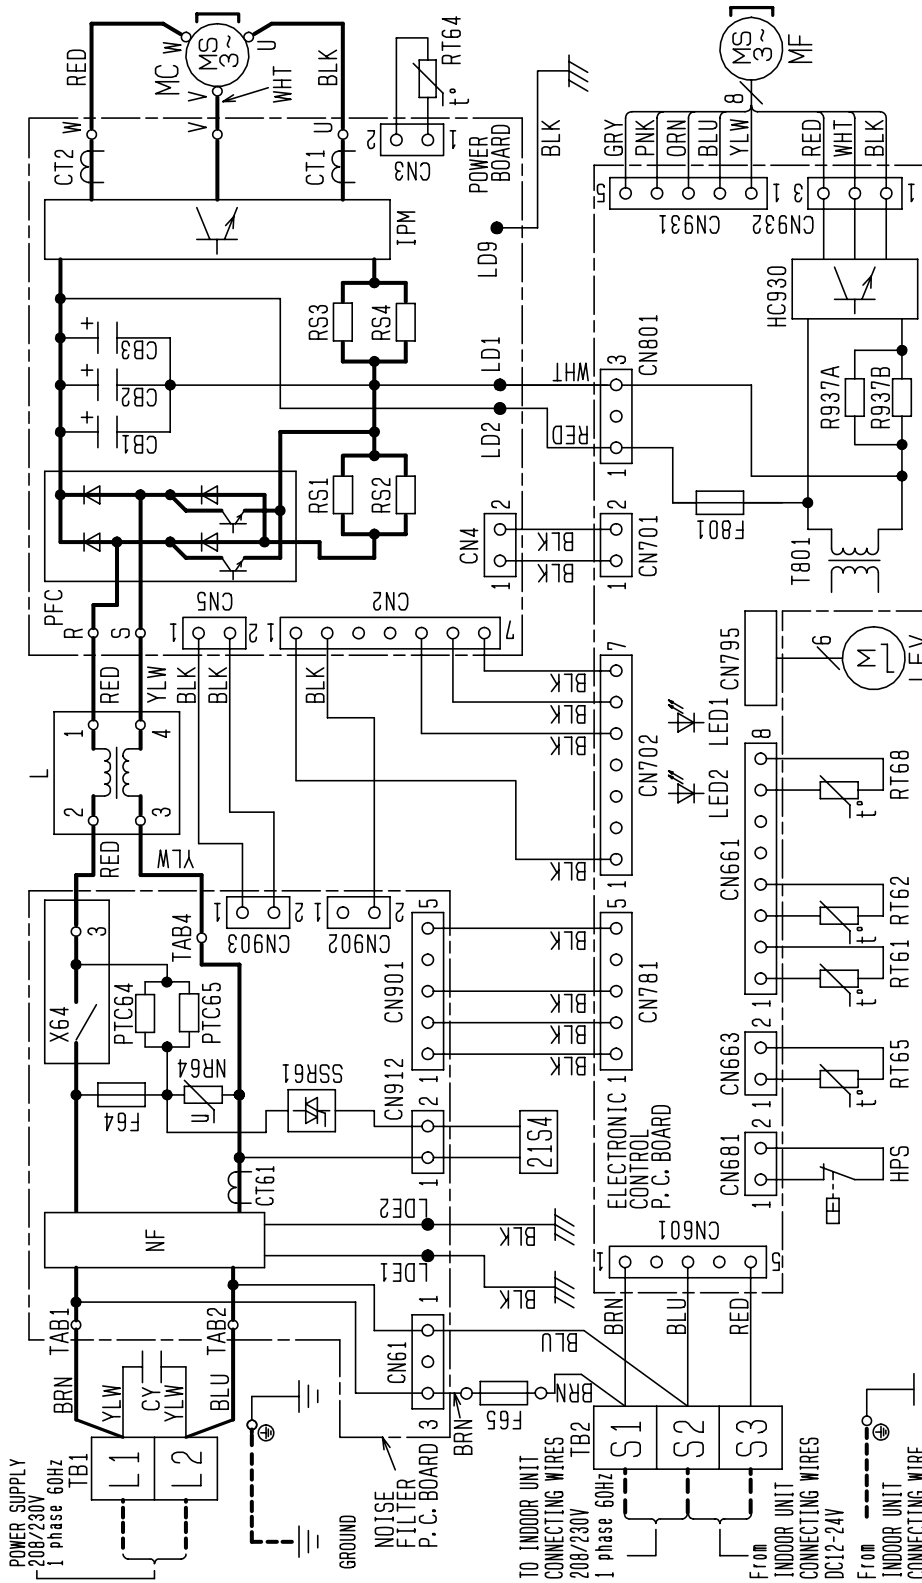 POWER SUPPLY
208/230V
1 phase 60Hz
TB1
L1
L2
BRN
YLW
CY
YLW
BLU
TAB1
TAB2
GROUND
NOISE
FILTER
P.C.BOARD
NF
CN61
1
3
BRN
F65
BRN
BLU
LDE1
LDE2
BLK
BLK
CT61
F64
NR64
U
X64
3
PTC64
PTC65
SSR61
CN912
1
2
21S4
TAB4
CN901
1
5
CN902
1
2
CN903
1
2
RED
YLW
L
2
1
3
4
RED
YLW
BLK
BLK
BLK
PFC
R
S
CN5
1
2
CN2
1
7
CN4
1
2
CB1
+
CB2
+
CB3
+
RS1
RS2
RS3
RS4
IPM
LD2
LD1
LD9
POWER
BOARD
CN3
2
1
CT2
W
V
CT1
U
RED
WHT
BLK
MC
W
V
U
MS
3~
RT64
t°
BLK
TO INDOOR UNIT
CONNECTING WIRES
208/230V
1 phase 60Hz
TB2
S1
S2
S3
From
INDOOR UNIT
CONNECTING WIRES
DC12-24V
From
INDOOR UNIT
CONNECTING WIRE
BRN
BLU
RED
CN601
1
5
ELECTRONIC
CONTROL
P.C.BOARD
CN781
1
5
BLK
BLK
BLK
BLK
CN702
1
7
BLK
BLK
BLK
BLK
LED2
LED1
CN701
1
2
BLK
BLK
CN801
1
3
RED
WHT
F801
T801
R937A
R937B
HC930
CN931
5
1
CN932
3
1
GRY
PNK
ORN
BLU
YLW
RED
WHT
BLK
8
MS
3~
MF
CN681
1
2
HPS
CN663
1
2
RT65
t°
CN661
1
8
RT61
t°
RT62
t°
RT68
t°
CN795
6
M
LEV